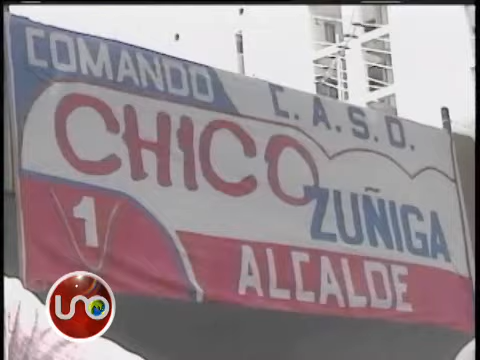 COMANDO
C.A.S.D.
CHICO
ZUÑIGA
1
ALCALDE
UNO